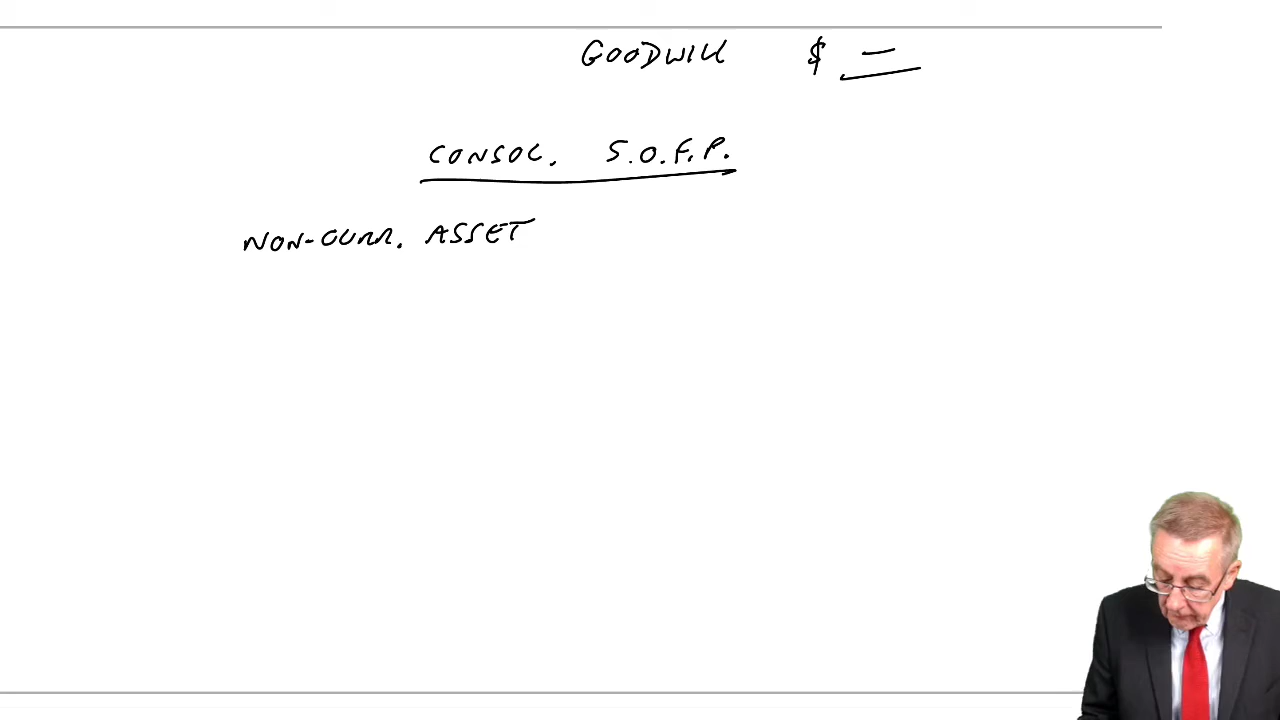 GOODWILL $ —
CONSOL. S.O.F.P.
NON-CURR. ASSET